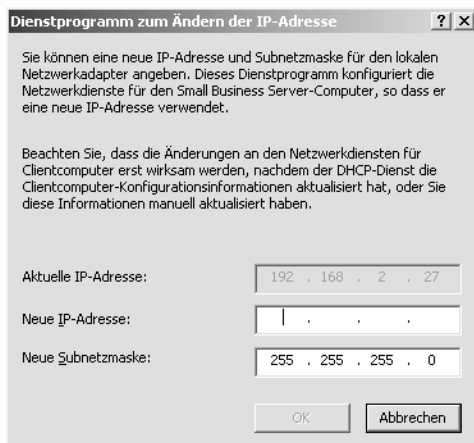 Dienstprogramm zum Ändern der IP-Adresse
Sie können eine neue IP-Adresse und Subnetzmaske für den lokalen
Netzwerkadapter angeben. Dieses Dienstprogramm konfiguriert die
Netzwerkdienste für den Small Business Server-Computer, so dass er
eine neue IP-Adresse verwendet.
Beachten Sie, dass die Änderungen an den Netzwerkdiensten für
Clientcomputer erst wirksam werden, nachdem der DHCP-Dienst die
Clientcomputer-Konfigurationsinformationen aktualisiert hat, oder Sie
diese Informationen manuell aktualisiert haben.
Aktuelle IP-Adresse: 192 . 168 . 2 . 27
Neue IP-Adresse: . . .
Neue Subnetzmaske: 255 . 255 . 255 . 0
OK Abbrechen